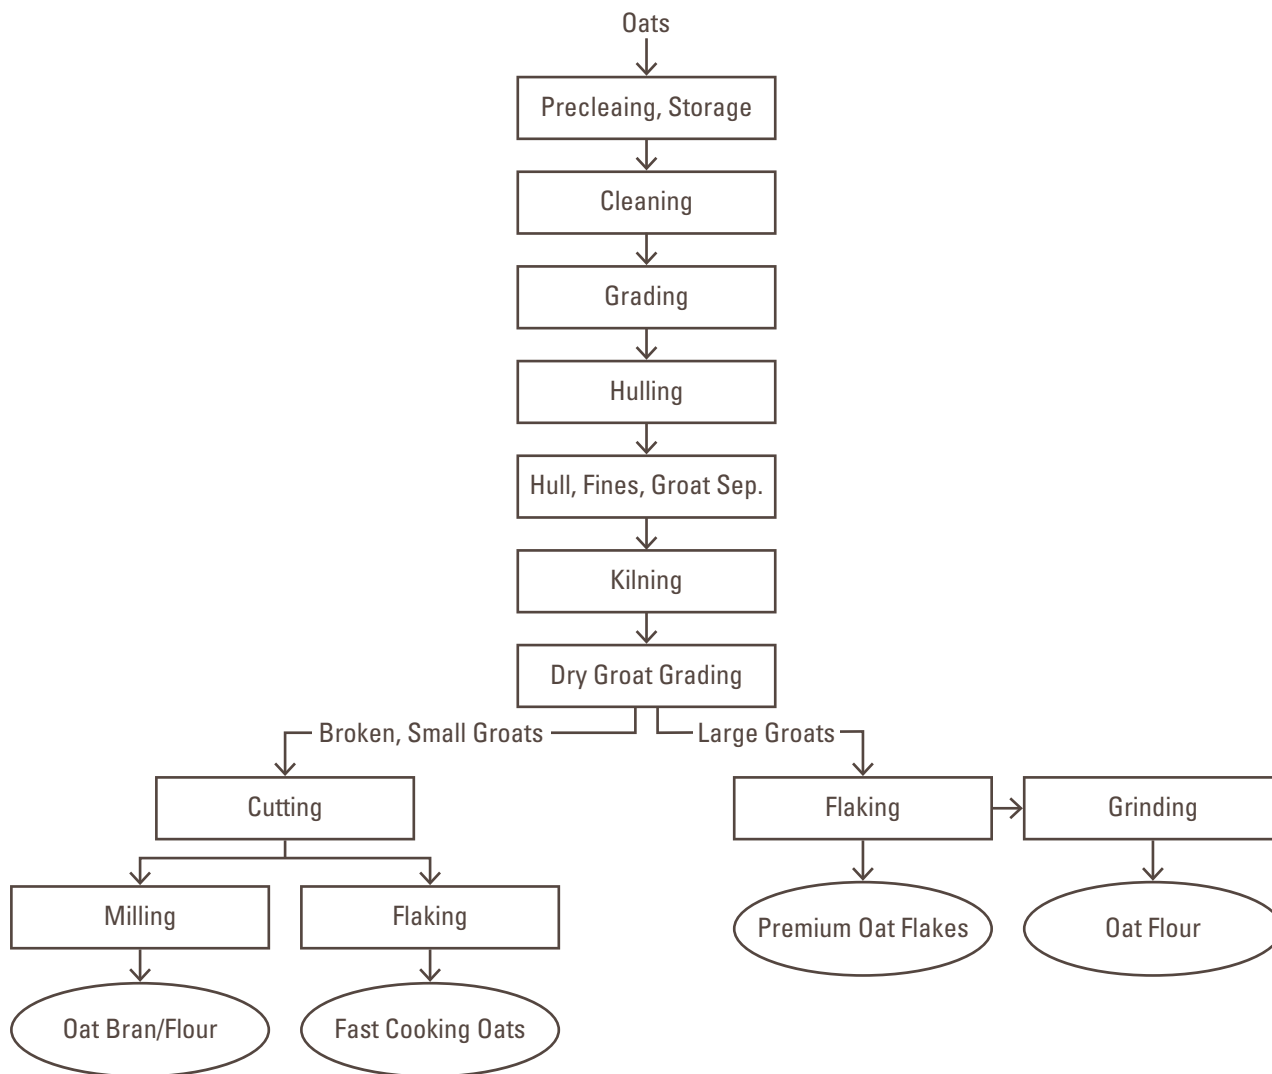 Oats
Precleaing, Storage
Cleaning
Grading
Hulling
Hull, Fines, Groat Sep.
Kilning
Dry Groat Grading
Broken, Small Groats
Large Groats
Cutting
Flaking
Grinding
Milling
Flaking
Premium Oat Flakes
Oat Flour
Oat Bran/Flour
Fast Cooking Oats